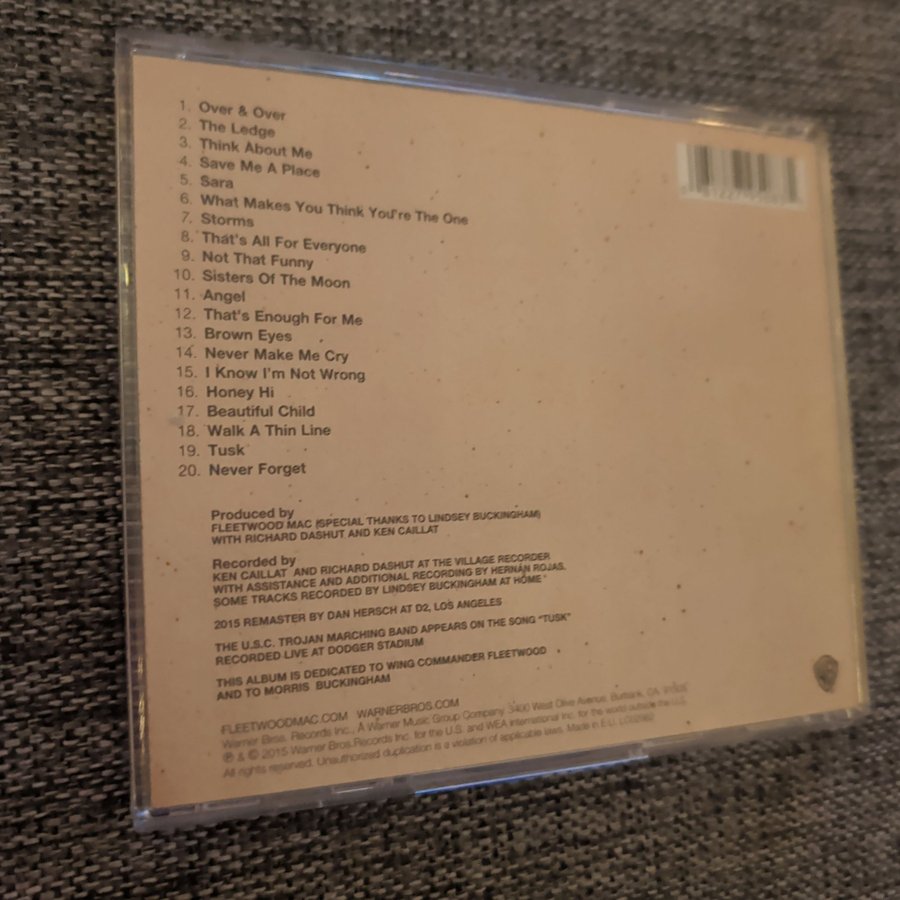 1. Over & Over
2. The Ledge
3. Think About Me
4. Save Me A Place
5. Sara
6. What Makes You Think You're The One
7. Storms
8. That's All For Everyone
9. Not That Funny
10. Sisters Of The Moon
11. Angel
12. That's Enough For Me
13. Brown Eyes
14. Never Make Me Cry
15. I Know I'm Not Wrong
16. Honey Hi
17. Beautiful Child
18. Walk A Thin Line
19. Tusk
20. Never Forget
Produced by
FLEETWOOD MAC (SPECIAL THANKS TO LINDSEY BUCKINGHAM)
WITH RICHARD DASHUT AND KEN CAILLAT
Recorded by
KEN CAILLAT AND RICHARD DASHUT AT THE VILLAGE RECORDER
WITH ASSISTANCE AND ADDITIONAL RECORDING BY HERNÁN ROJAS.
SOME TRACKS RECORDED BY LINDSEY BUCKINGHAM AT HOME
2015 REMASTER BY DAN HERSCH AT D2, LOS ANGELES
THE U.S.C. TROJAN MARCHING BAND APPEARS ON THE SONG "TUSK"
RECORDED LIVE AT DODGER STADIUM
THIS ALBUM IS DEDICATED TO WING COMMANDER FLEETWOOD
AND TO MORRIS BUCKINGHAM
FLEETWOODMAC.COM WARNERBROS.COM
Warner Bros. Records Inc., A Warner Music Group Company 3400 West Olive Avenue, Burbank, CA
℗ & © 2015 Warner Bros. Records Inc. for the U.S. and WEA International Inc. for the world outside the U.S.
All rights reserved. Unauthorized duplication is a violation of applicable laws. Made in E.U.